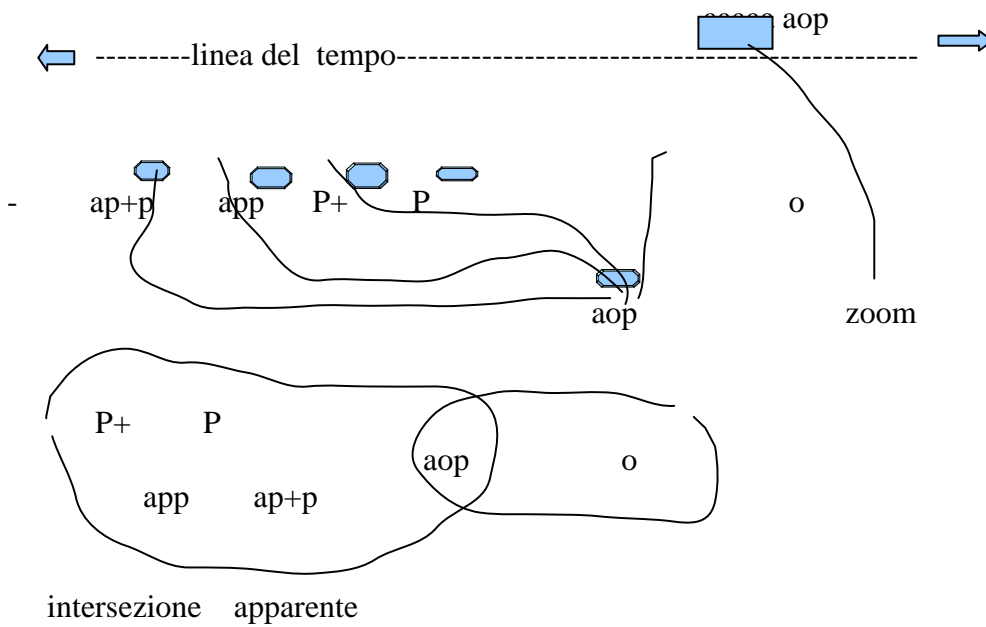 aop
linea del tempo
- ap+p app P+ P o
aop zoom
P+ P
aop o
app ap+p
intersezione apparente